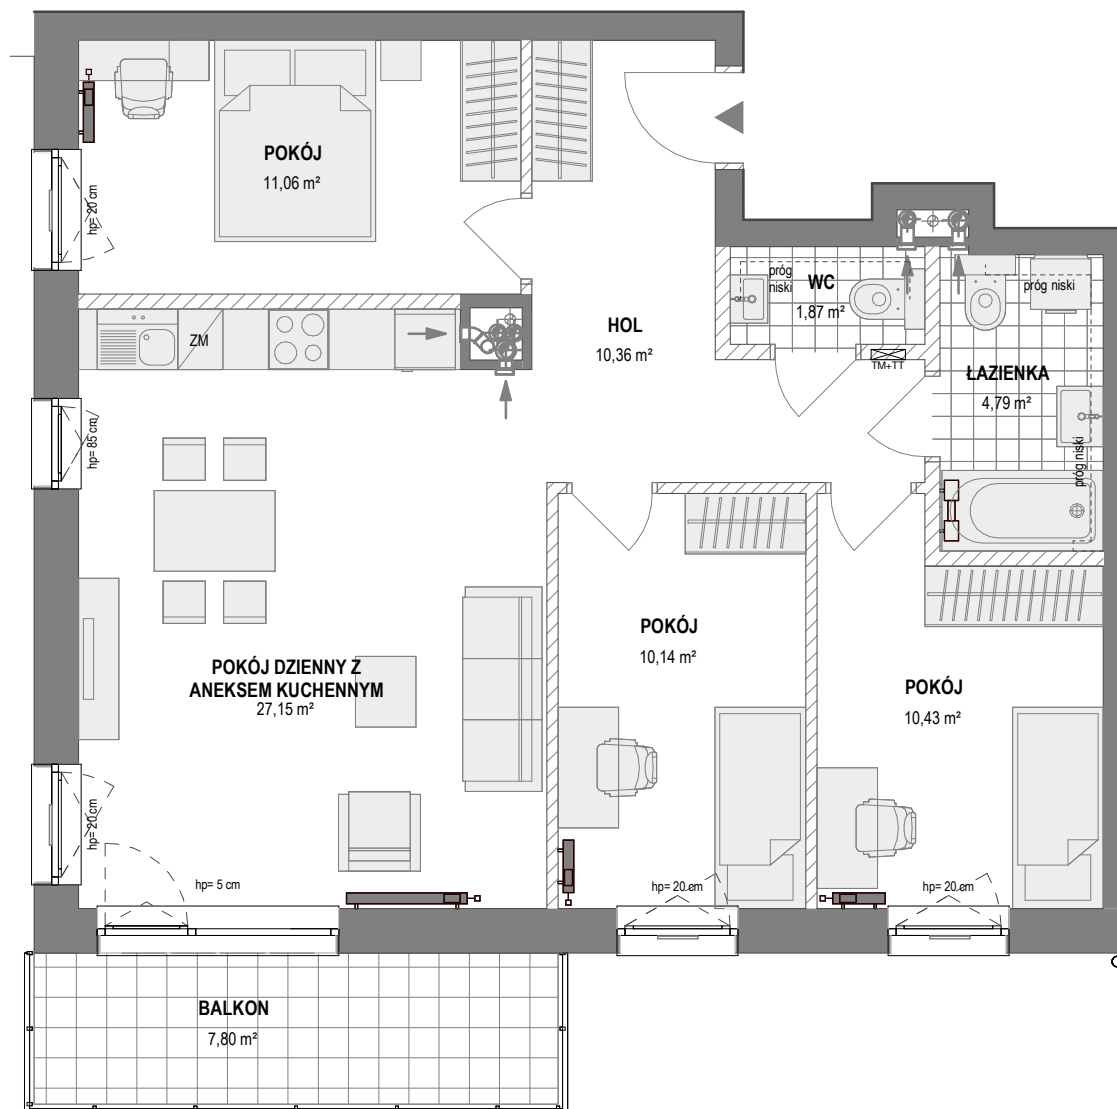 POKÓJ
11,06 m²
hp= 20 cm
próg
niski
WC
1,87 m²
próg niski
ZM
HOL
10,36 m²
TM+TT
ŁAZIENKA
4,79 m²
próg niski
hp= 85 cm
POKÓJ
10,14 m²
POKÓJ DZIENNY Z
ANEKSEM KUCHENNYM
27,15 m²
POKÓJ
10,43 m²
hp= 20 cm
hp= 5 cm
hp= 20 cm
hp= 20 cm
BALKON
7,80 m²